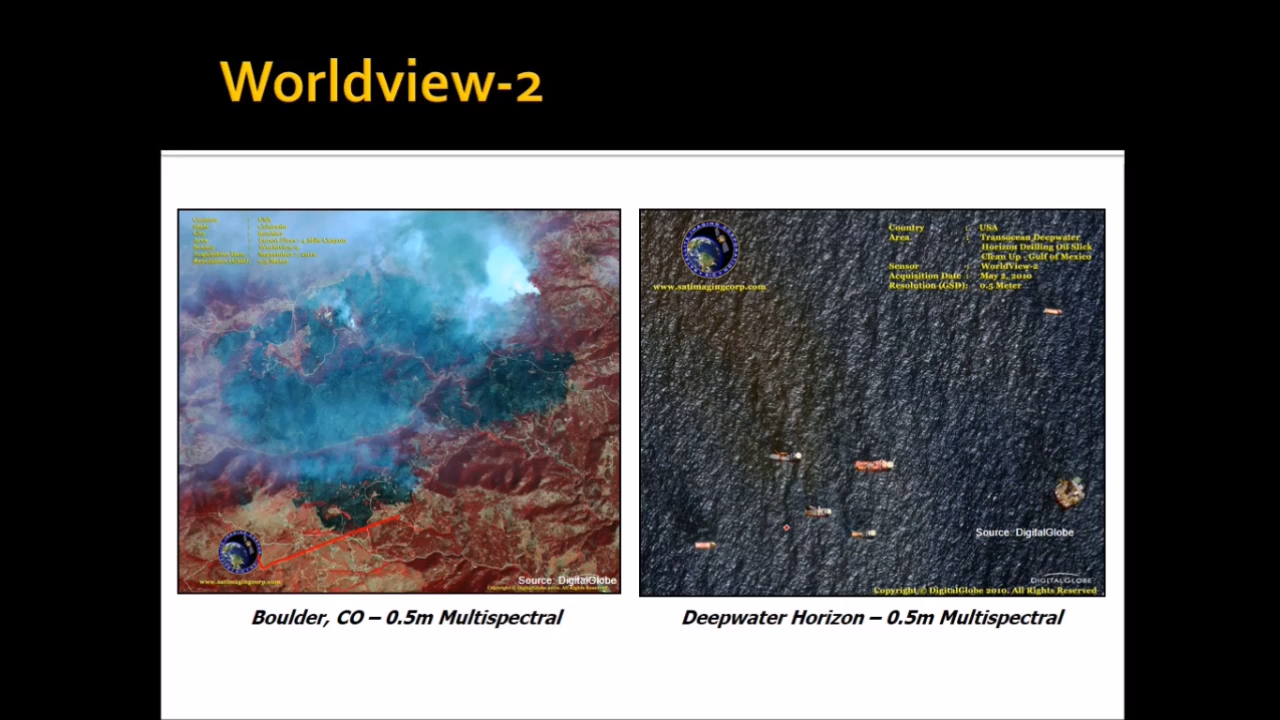 Worldview-2
Country : USA
Area : Transocean Deepwater
Horizon Drilling Oil Slick
Clean Up - Gulf of Mexico
Sensor : WorldView-2
Acquisition Date : May 2, 2010
Resolution (GSD): 0.5 Meter
www.satimagingcorp.com
Source: DigitalGlobe
DIGITALGLOBE
Copyright © DigitalGlobe 2010. All Rights Reserved
www.satimagingcorp.com
Source: DigitalGlobe
Boulder, CO – 0.5m Multispectral
Deepwater Horizon – 0.5m Multispectral